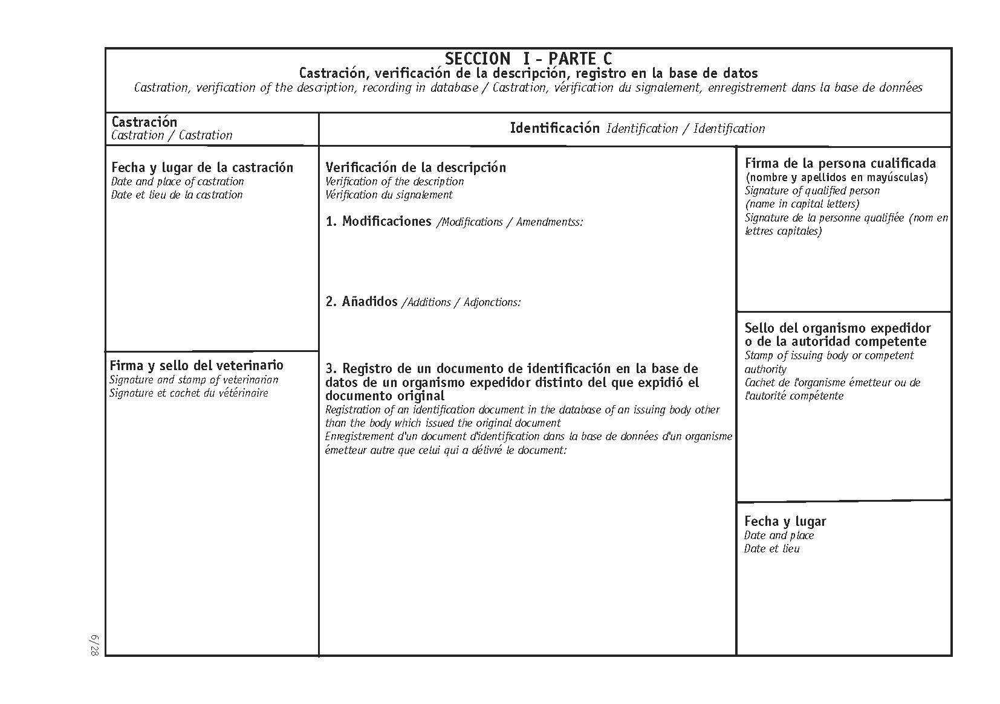 SECCION I - PARTE C
Castración, verificación de la descripción, registro en la base de datos
Castration, verification of the description, recording in database / Castration, vérification du signalement, enregistrement dans la base de données
Castración
Castration / Castration
Identificación Identification / Identification
Fecha y lugar de la castración
Date and place of castration
Date et lieu de la castration
Firma y sello del veterinario
Signature and stamp of veterinarian
Signature et cachet du vétérinaire
Verificación de la descripción
Verification of the description
Vérification du signalement
1. Modificaciones /Modifications / Amendmentss:
2. Añadidos /Additions / Adjonctions:
3. Registro de un documento de identificación en la base de
datos de un organismo expedidor distinto del que expidió el
documento original
Registration of an identification document in the database of an issuing body other
than the body which issued the original document
Enregistrement d'un document d'identification dans la base de données d'un organisme
émetteur autre que celui qui a délivré le document:
Firma de la persona cualificada
(nombre y apellidos en mayúsculas)
Signature of qualified person
(name in capital letters)
Signature de la personne qualifiée (nom en
lettres capitales)
Sello del organismo expedidor
o de la autoridad competente
Stamp of issuing body or competent
authority
Cachet de l'organisme émetteur ou de
l'autorité compétente
Fecha y lugar
Date and place
Date et lieu
6/28